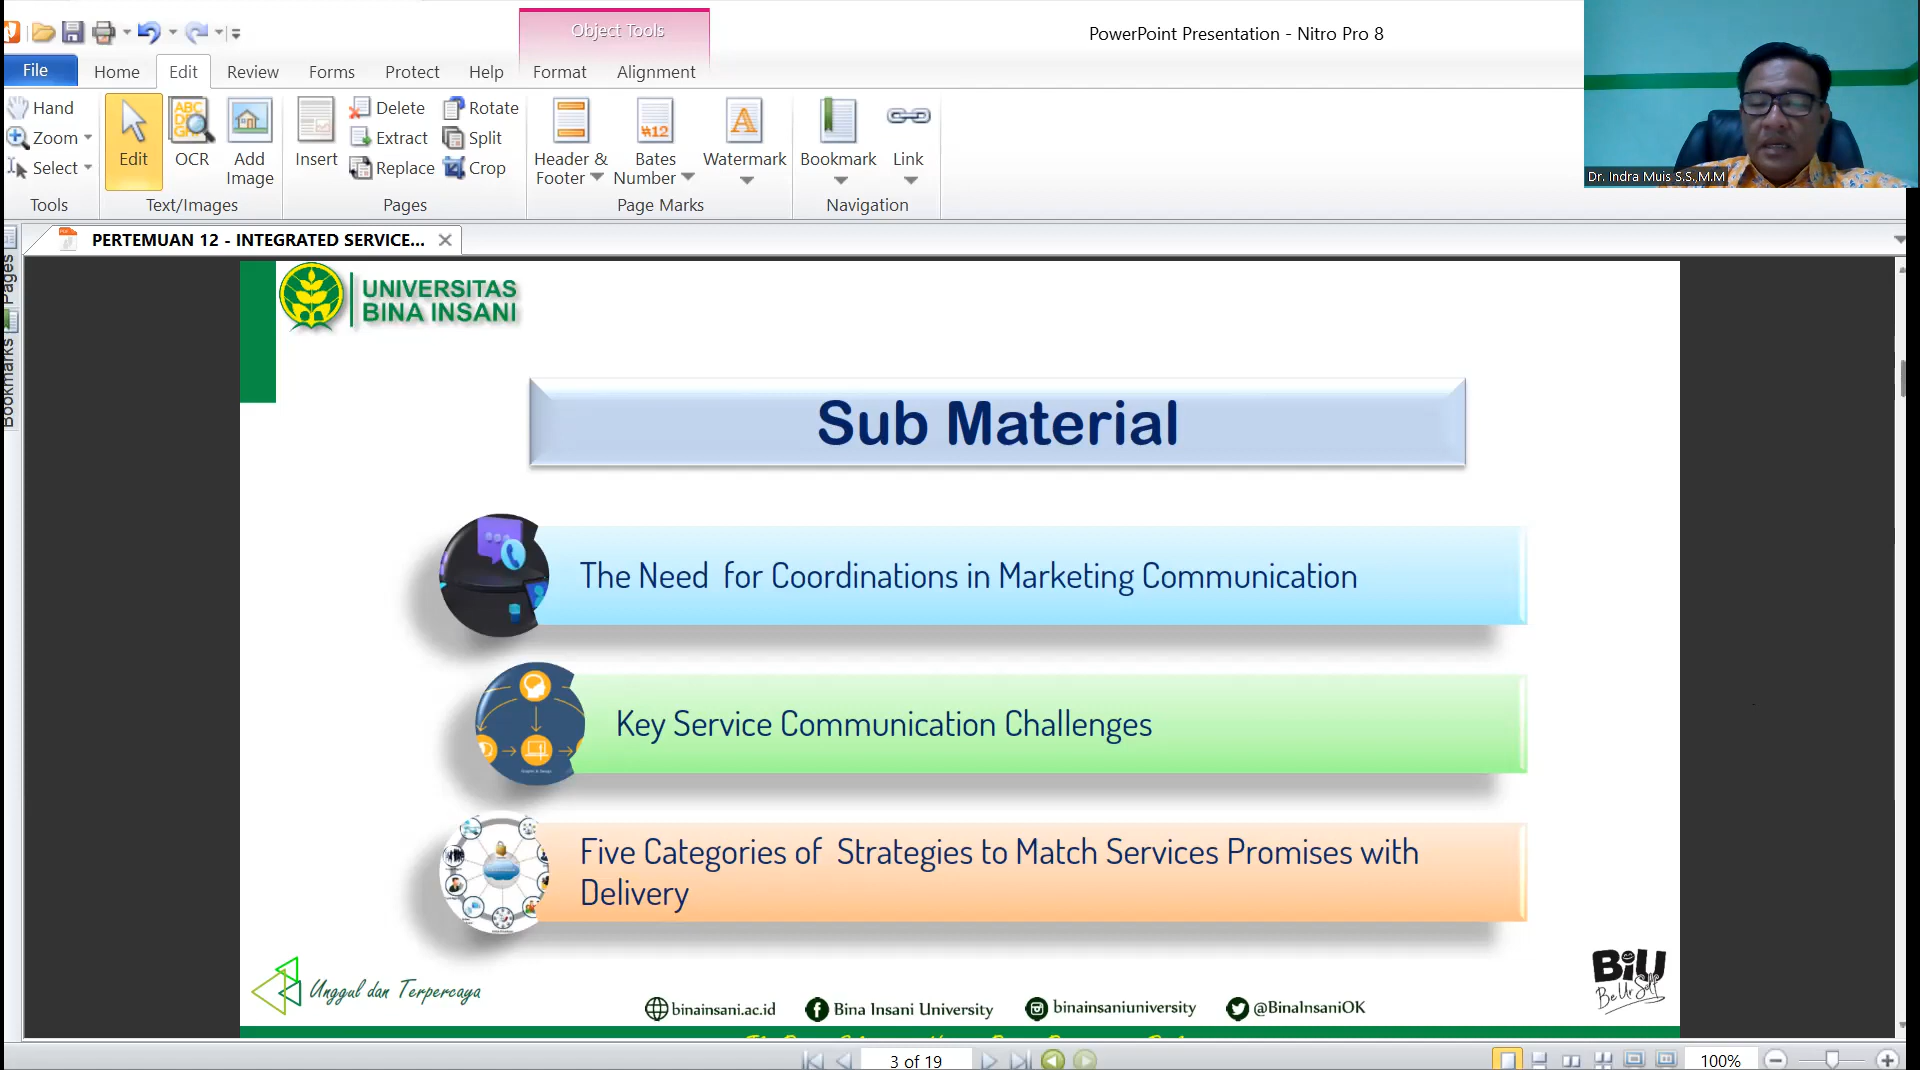 Object Tools
PowerPoint Presentation - Nitro Pro 8
File Home Edit Review Forms Protect Help Format Alignment
Hand
Zoom
Select
Tools
Edit
OCR
Add Image
Text/Images
Insert
Delete
Extract
Replace
Rotate
Split
Crop
Pages
Header & Footer
Bates Number
Watermark
Page Marks
Bookmark
Link
Navigation
Dr. Indra Muis S.S.,M.M
PERTEMUAN 12 - INTEGRATED SERVICE...
Pages
Bookmarks
UNIVERSITAS
BINA INSANI
Sub Material
The Need for Coordinations in Marketing Communication
Key Service Communication Challenges
Five Categories of Strategies to Match Services Promises with
Delivery
Unggul dan Terpercaya
binainsani.ac.id Bina Insani University binainsaniuniversity @BinaInsaniOK
BiU
Be Ur Self
3 of 19
100%